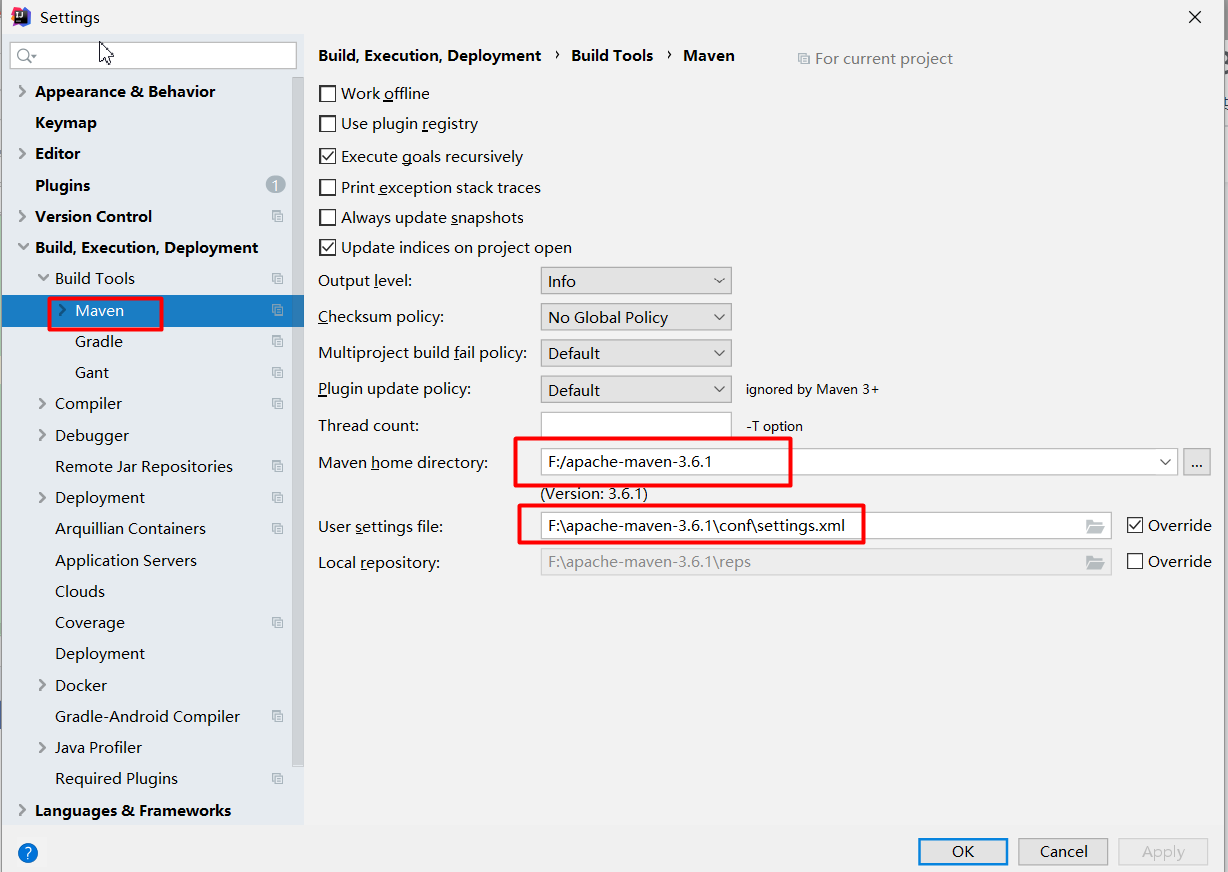 Settings
Build, Execution, Deployment › Build Tools › Maven
For current project
Appearance & Behavior
Keymap
Editor
Plugins
1
Version Control
Build, Execution, Deployment
Build Tools
Maven
Gradle
Gant
Compiler
Debugger
Remote Jar Repositories
Deployment
Arquillian Containers
Application Servers
Clouds
Coverage
Deployment
Docker
Gradle-Android Compiler
Java Profiler
Required Plugins
Languages & Frameworks
Work offline
Use plugin registry
Execute goals recursively
Print exception stack traces
Always update snapshots
Update indices on project open
Output level: Info
Checksum policy: No Global Policy
Multiproject build fail policy: Default
Plugin update policy: Default ignored by Maven 3+
Thread count: -T option
Maven home directory: F:/apache-maven-3.6.1 ...
(Version: 3.6.1)
User settings file: F:\apache-maven-3.6.1\conf\settings.xml Override
Local repository: F:\apache-maven-3.6.1\reps Override
?
OK Cancel Apply